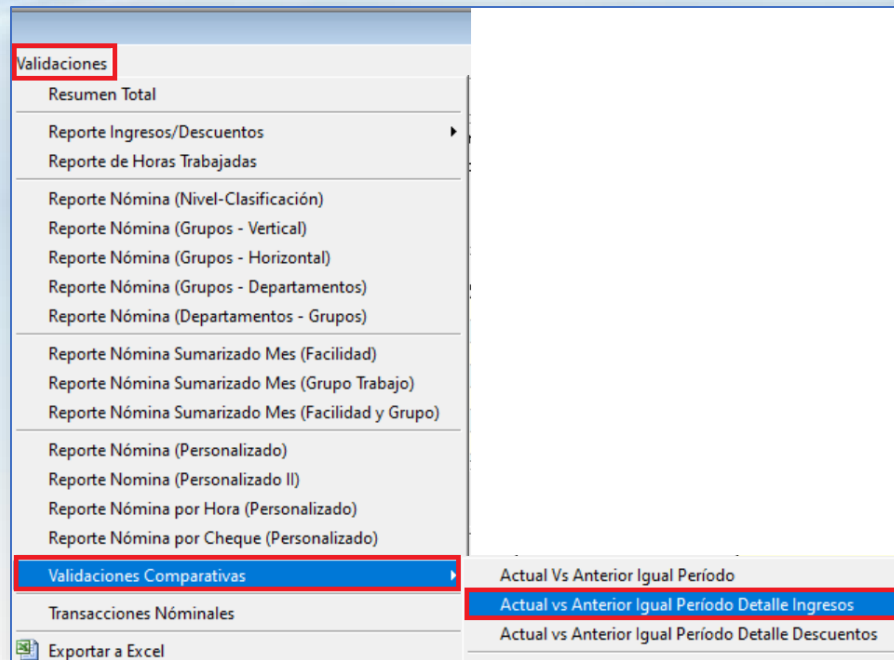 Validaciones
Resumen Total
Reporte Ingresos/Descuentos
Reporte de Horas Trabajadas
Reporte Nómina (Nivel-Clasificación)
Reporte Nómina (Grupos - Vertical)
Reporte Nómina (Grupos - Horizontal)
Reporte Nómina (Grupos - Departamentos)
Reporte Nómina (Departamentos - Grupos)
Reporte Nómina Sumarizado Mes (Facilidad)
Reporte Nómina Sumarizado Mes (Grupo Trabajo)
Reporte Nómina Sumarizado Mes (Facilidad y Grupo)
Reporte Nómina (Personalizado)
Reporte Nomina (Personalizado II)
Reporte Nómina por Hora (Personalizado)
Reporte Nómina por Cheque (Personalizado)
Validaciones Comparativas
Actual Vs Anterior Igual Período
Actual vs Anterior Igual Período Detalle Ingresos
Actual vs Anterior Igual Período Detalle Descuentos
Transacciones Nóminales
Exportar a Excel